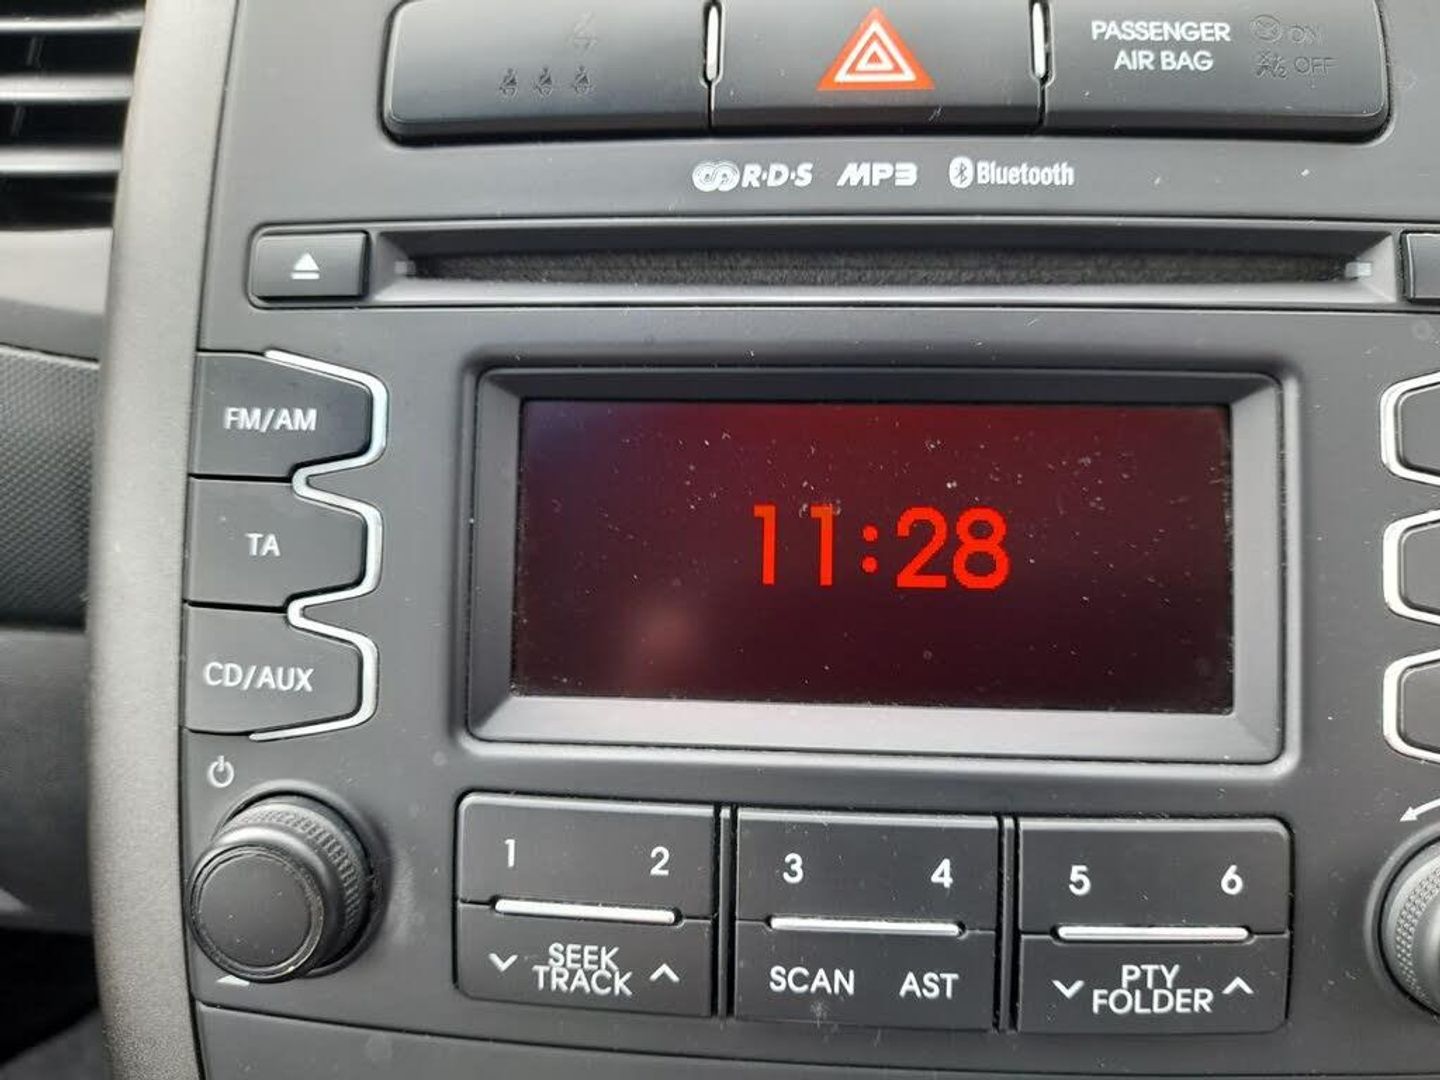 PASSENGER
AIR BAG
ON
OFF
R·D·S MP3 Bluetooth
FM/AM
TA
CD/AUX
11:28
1 2 3 4 5 6
SEEK
TRACK
SCAN AST
PTY
FOLDER